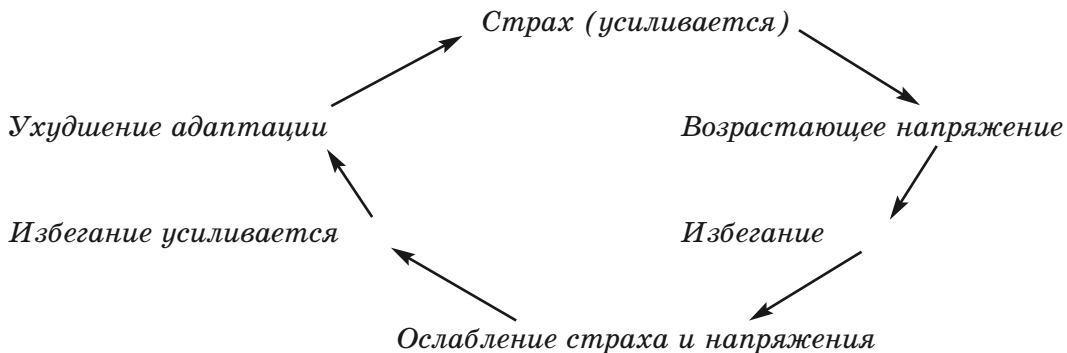 Страх (усиливается)
Ухудшение адаптации
Возрастающее напряжение
Избегание усиливается
Избегание
Ослабление страха и напряжения